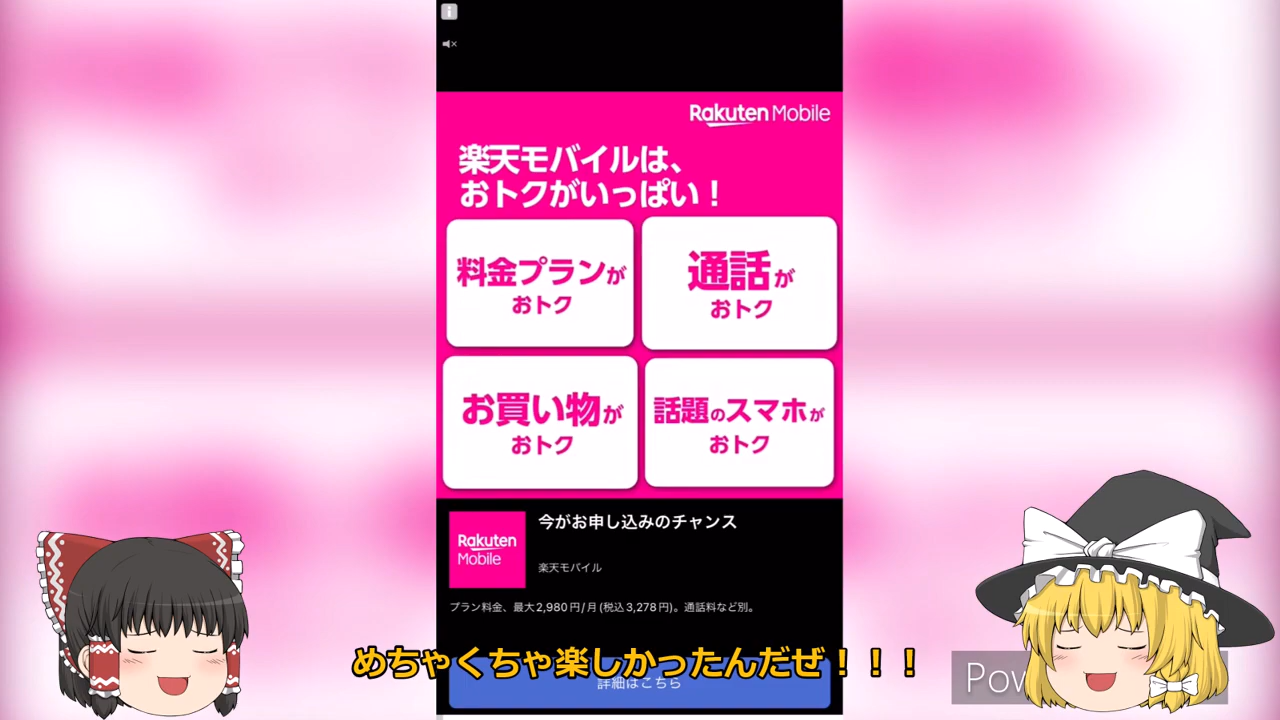 Rakuten Mobile
楽天モバイルは、
おトクがいっぱい！
料金プランが
おトク
通話が
おトク
お買い物が
おトク
話題のスマホが
おトク
Rakuten
Mobile
今がお申し込みのチャンス
楽天モバイル
プラン料金、最大2,980円/月(税込3,278円)。通話料など別。
めちゃくちゃ楽しかったんだぜ！！！
詳細はこちら